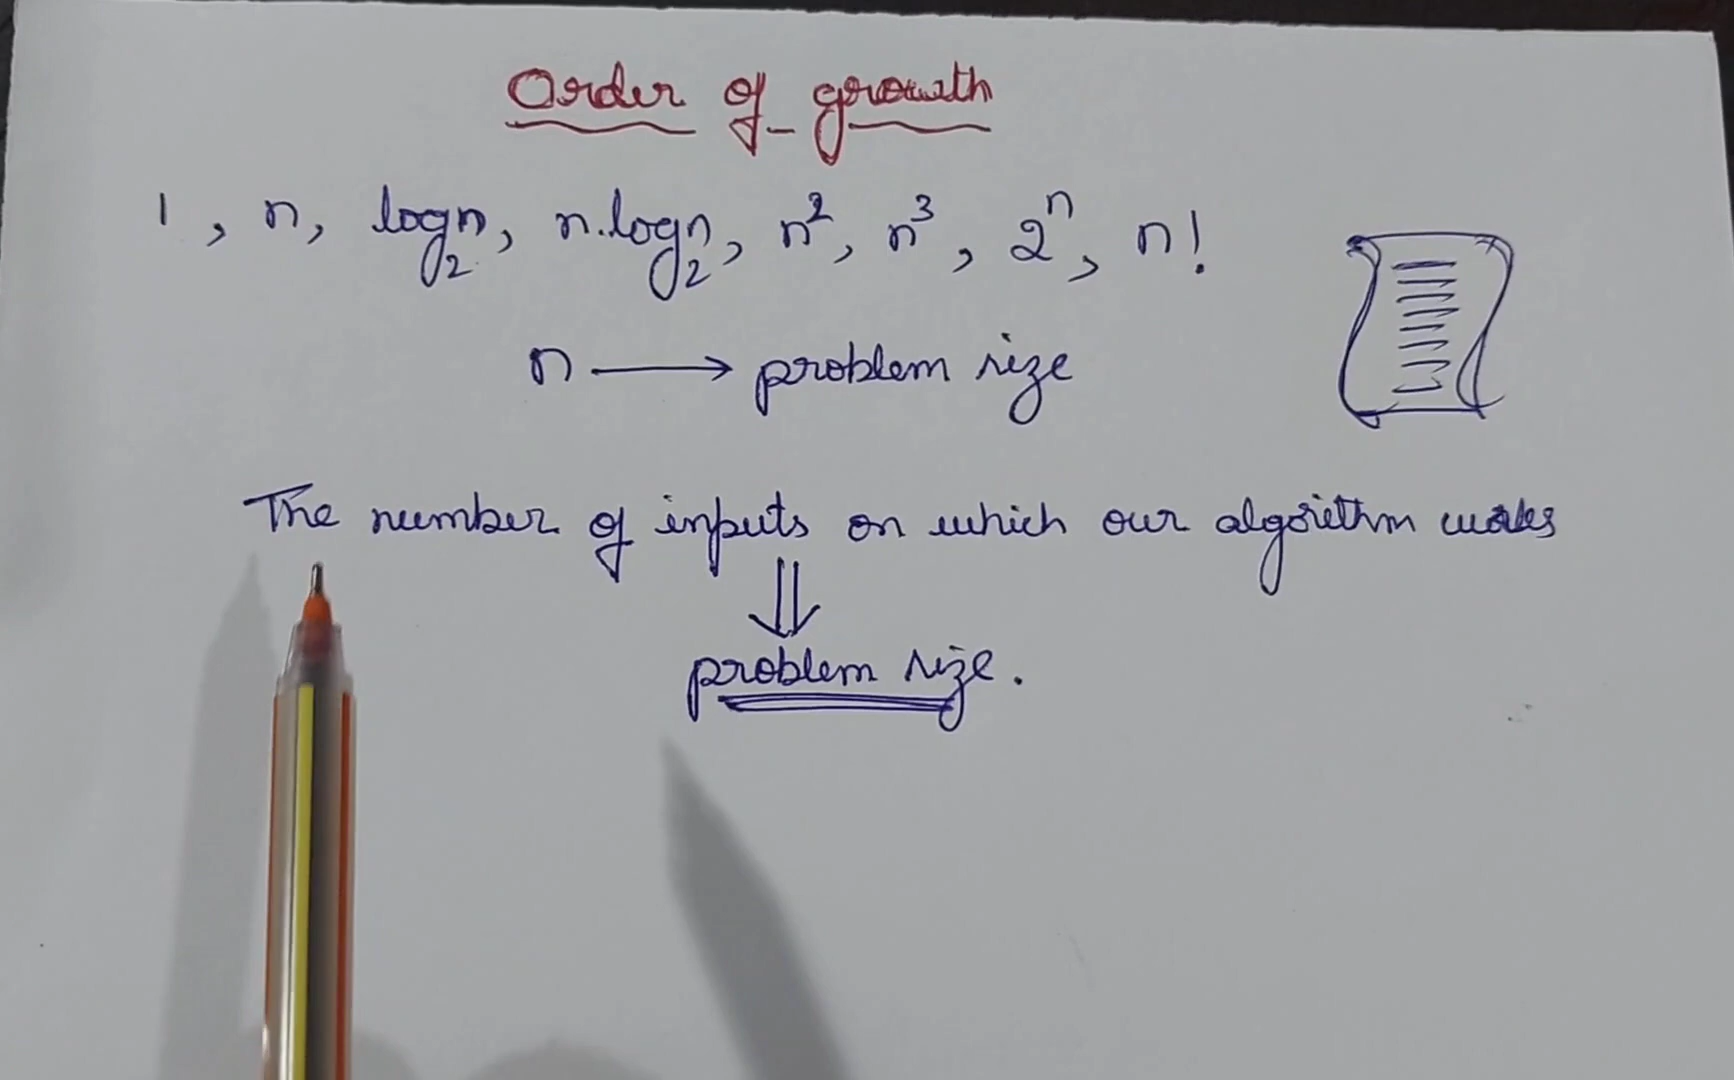 Order of growth
1, n, log₂n, n.log₂n, n², n³, 2ⁿ, n!
n → problem size
The number of inputs on which our algorithm works
⇓
problem size.